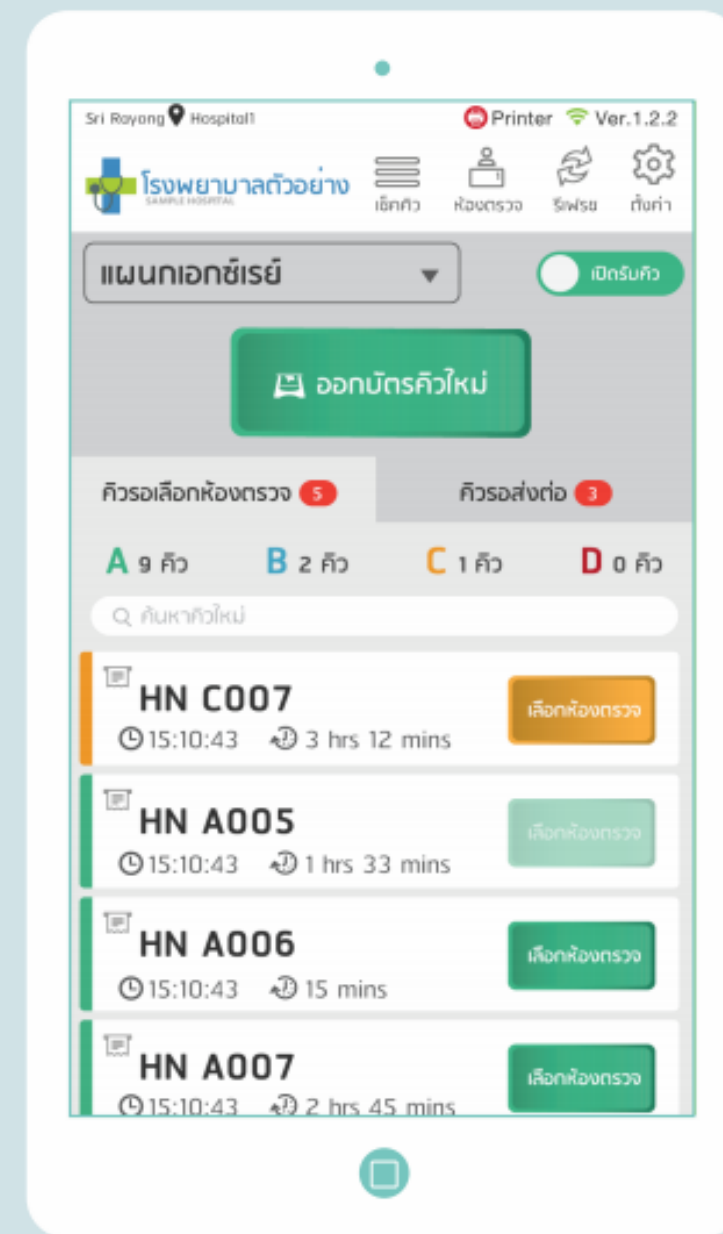 Sri Rayong Hospital1 Printer Ver.1.2.2
โรงพยาบาลตัวอย่าง
SAMPLE HOSPITAL
เช็กคิว ห้องตรวจ รีเฟรช ตั้งค่า
แผนกเอกซ์เรย์ เปิดรับคิว
ออกบัตรคิวใหม่
คิวรอเลือกห้องตรวจ 5 คิวรอส่งต่อ 3
A 9 คิว B 2 คิว C 1 คิว D 0 คิว
ค้นหาคิวใหม่
HN C007
เลือกห้องตรวจ
15:10:43 3 hrs 12 mins
HN A005
เลือกห้องตรวจ
15:10:43 1 hrs 33 mins
HN A006
เลือกห้องตรวจ
15:10:43 15 mins
HN A007
เลือกห้องตรวจ
15:10:43 2 hrs 45 mins